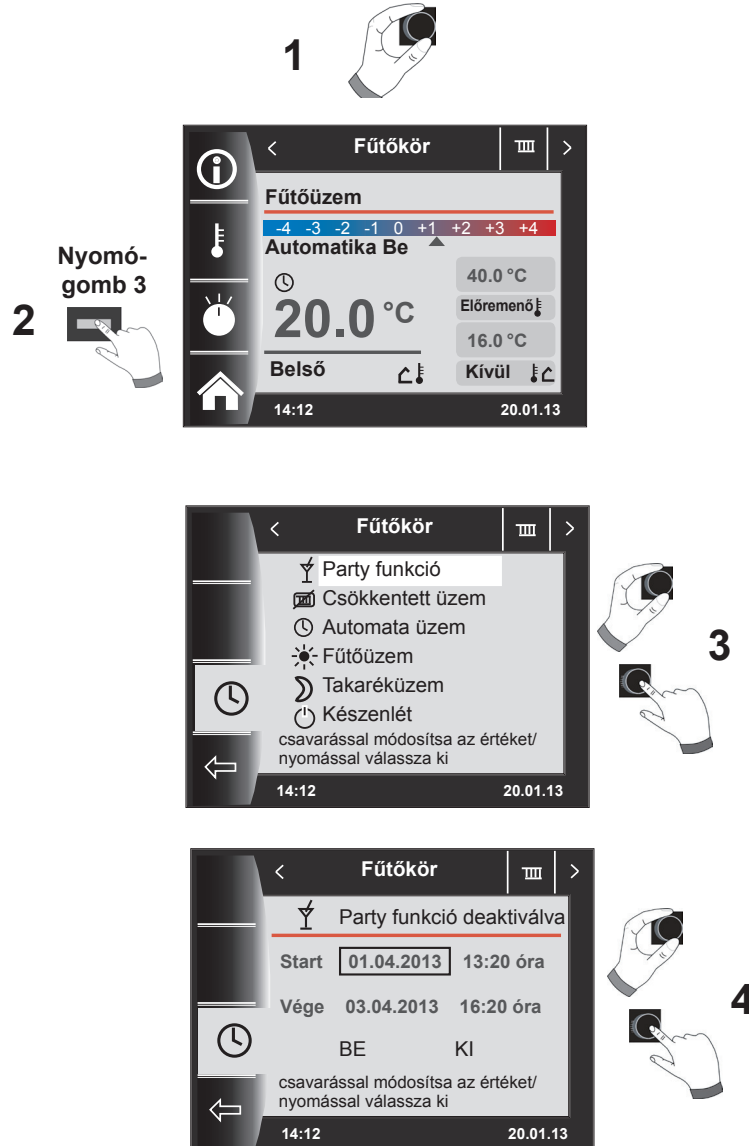 1
< Fűtőkör >
Fűtőüzem
-4 -3 -2 -1 0 +1 +2 +3 +4
Automatika Be
20.0 °C
40.0 °C
Előremenő
16.0 °C
Belső
Kívül
14:12 20.01.13
2
Nyomó-
gomb 3
< Fűtőkör >
Party funkció
Csökkentett üzem
Automata üzem
Fűtőüzem
Takaréküzem
Készenlét
csavarással módosítsa az értéket/
nyomással válassza ki
14:12 20.01.13
3
< Fűtőkör >
Party funkció deaktiválva
Start 01.04.2013 13:20 óra
Vége 03.04.2013 16:20 óra
BE KI
csavarással módosítsa az értéket/
nyomással válassza ki
14:12 20.01.13
4